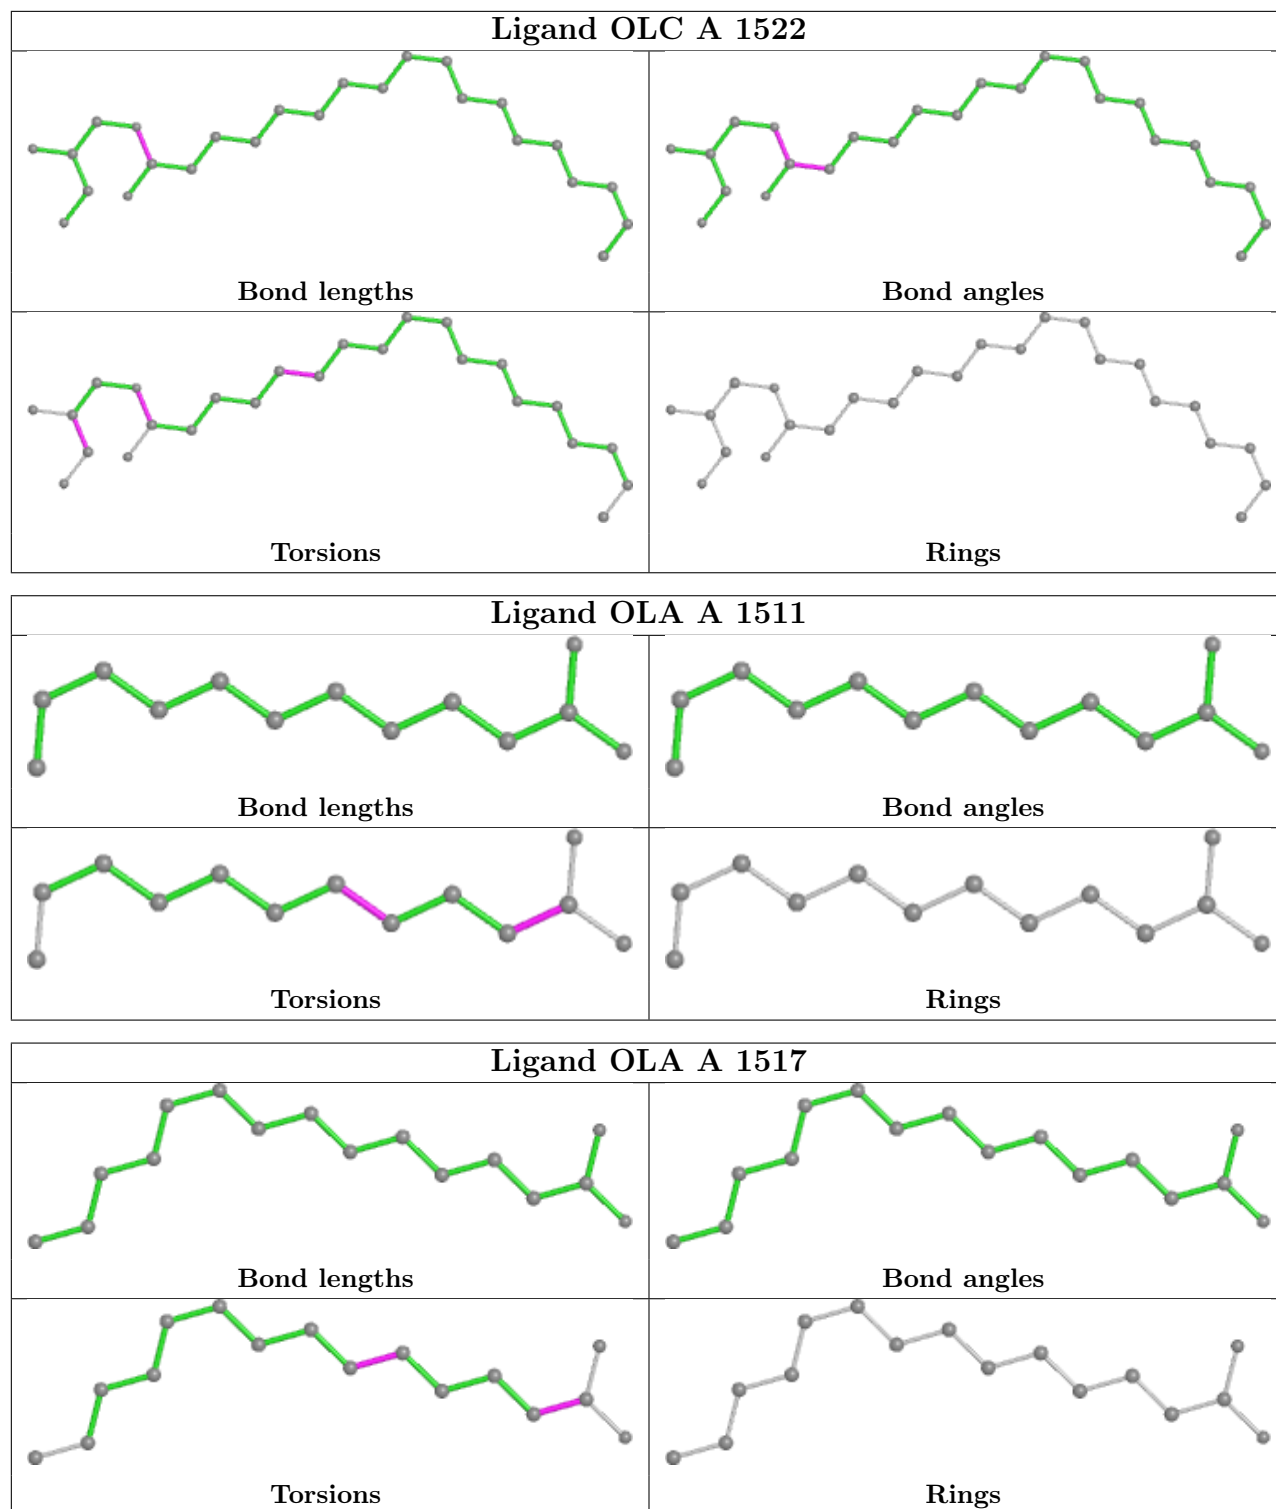 Ligand OLC A 1522
Bond lengths
Bond angles
Torsions
Rings
Ligand OLA A 1511
Bond lengths
Bond angles
Torsions
Rings
Ligand OLA A 1517
Bond lengths
Bond angles
Torsions
Rings